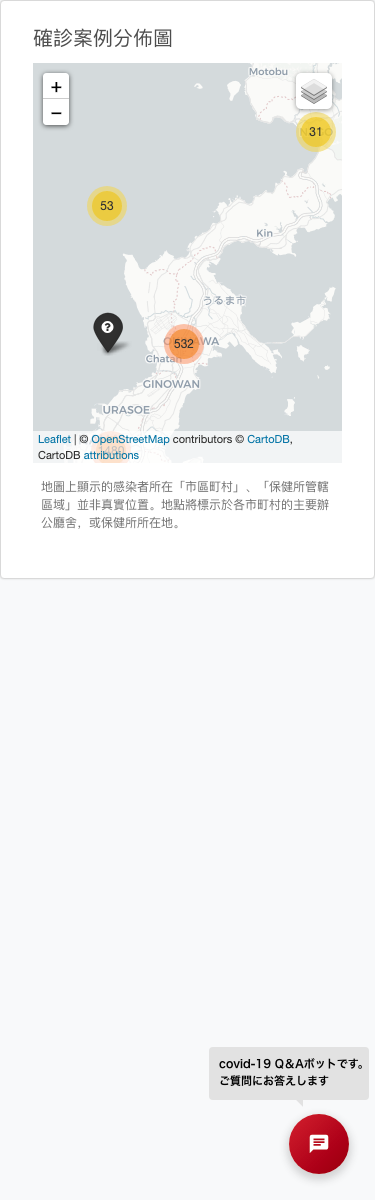 確診案例分佈圖
Motobu
+
−
31
53
Kin
うるま市
532
Chatan
GINOWAN
URASOE
Leaflet | © OpenStreetMap contributors © CartoDB,
CartoDB attributions
地圖上顯示的感染者所在「市區町村」、「保健所管轄
區域」並非真實位置。地點將標示於各市町村的主要辦
公廳舍，或保健所所在地。
covid-19 Q&Aボットです。
ご質問にお答えします